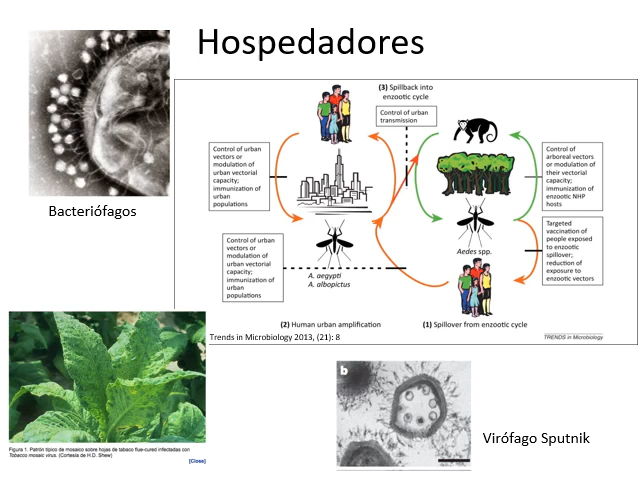 Hospedadores
Bacteriófagos
(3) Spillback into
enzootic cycle
Control of urban
transmission
Control of urban
vectors or
modulation of
urban vectorial
capacity;
immunization of
urban
populations
Control of
arboreal vectors
or modulation of
their vectorial
capacity;
immunization of
enzootic NHP
hosts
Control of urban
vectors or
modulation of
urban vectorial
capacity;
immunization of
urban
populations
A. aegypti
A. albopictus
Aedes spp.
Targeted
vaccination of
people exposed
to enzootic
spillover;
reduction of
exposure to
enzootic vectors
(2) Human urban amplification
(1) Spillover from enzootic cycle
Trends in Microbiology 2013, (21): 8
TRENDS in Microbiology
Figura 1. Patrón típico de mosaico sobre hojas de tabaco flue-cured infectadas con
Tobacco mosaic virus. (Cortesía de H.D. Shew)
[Close]
b
Virófago Sputnik